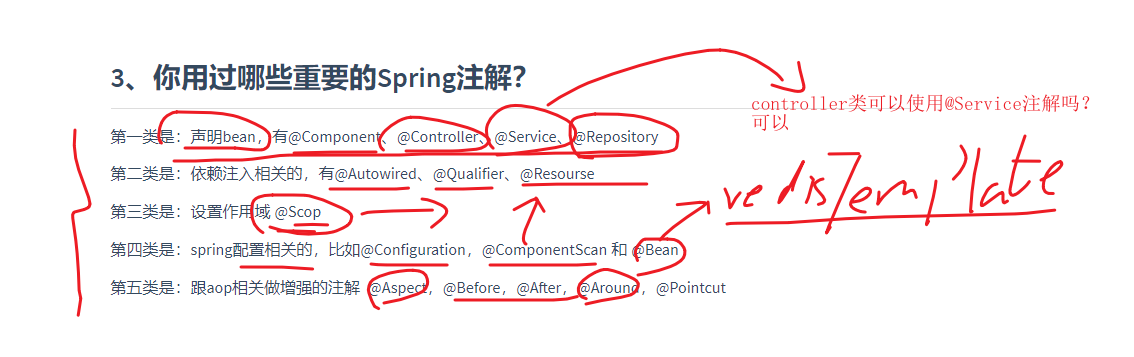 3、你用过哪些重要的Spring注解?
controller类可以使用@Service注解吗?
可以
第一类是：声明bean，有@Component、@Controller、@Service、@Repository
第二类是：依赖注入相关的，有@Autowired、@Qualifier、@Resourse
第三类是：设置作用域 @Scop
redisTemplate
第四类是：spring配置相关的，比如@Configuration，@ComponentScan 和 @Bean
第五类是：跟aop相关做增强的注解 @Aspect，@Before，@After，@Around，@Pointcut